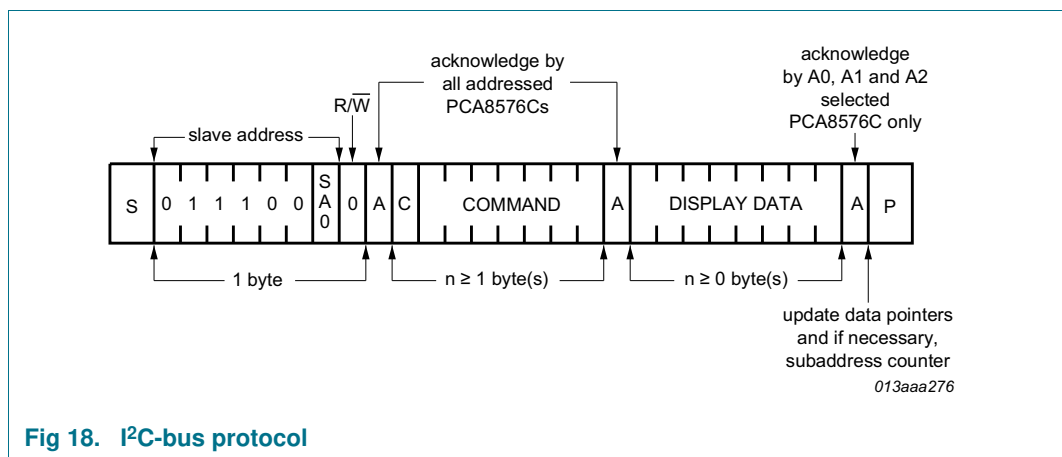 acknowledge by
all addressed
PCA8576Cs
acknowledge
by A0, A1 and A2
selected
PCA8576C only
R/W̅
slave address
S 0 1 1 1 0 0 SA0 0 A C COMMAND A DISPLAY DATA A P
1 byte
n ≥ 1 byte(s)
n ≥ 0 byte(s)
update data pointers
and if necessary,
subaddress counter
013aaa276
Fig 18. I²C-bus protocol